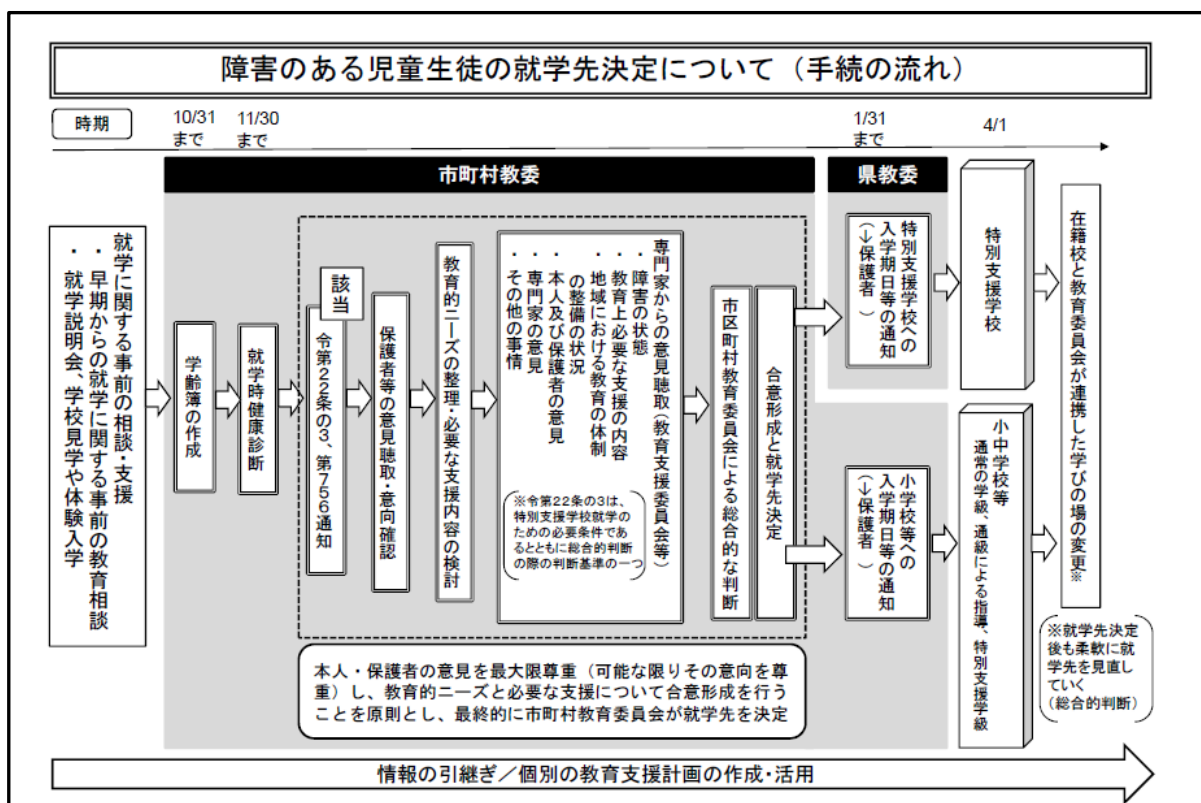 障害のある児童生徒の就学先決定について（手続の流れ）
時期
10/31
まで
11/30
まで
1/31
まで
4/1
市町村教委
県教委
就学に関する事前の相談・支援
・ 早期からの就学に関する事前の教育相談
・ 就学説明会、学校見学や体験入学
学齢簿の作成
就学時健康診断
該当
令第２２条の３、第７５６通知
保護者等の意見聴取・意向確認
教育的ニーズの整理・必要な支援内容の検討
専門家からの意見聴取（教育支援委員会等）
・ 障害の状態
・ 教育上必要な支援の内容
・ 地域における教育の体制
の整備の状況
・ 本人及び保護者の意見
・ 専門家の意見
・ その他の事情
※令第２２条の３は、
特別支援学校就学の
ための必要条件であ
るとともに総合的判断
の際の判断基準の一つ
市区町村教育委員会による総合的な判断
合意形成と就学先決定
特別支援学校への
入学期日等の通知
（↓保護者）
小学校等への
入学期日等の通知
（↓保護者）
特別支援学校
小中学校等
通常の学級、通級による指導、特別支援学級
在籍校と教育委員会が連携した学びの場の変更※
※就学先決定
後も柔軟に就
学先を見直し
ていく
（総合的判断）
本人・保護者の意見を最大限尊重（可能な限りその意向を尊
重）し、教育的ニーズと必要な支援について合意形成を行う
ことを原則とし、最終的に市町村教育委員会が就学先を決定
情報の引継ぎ／個別の教育支援計画の作成・活用